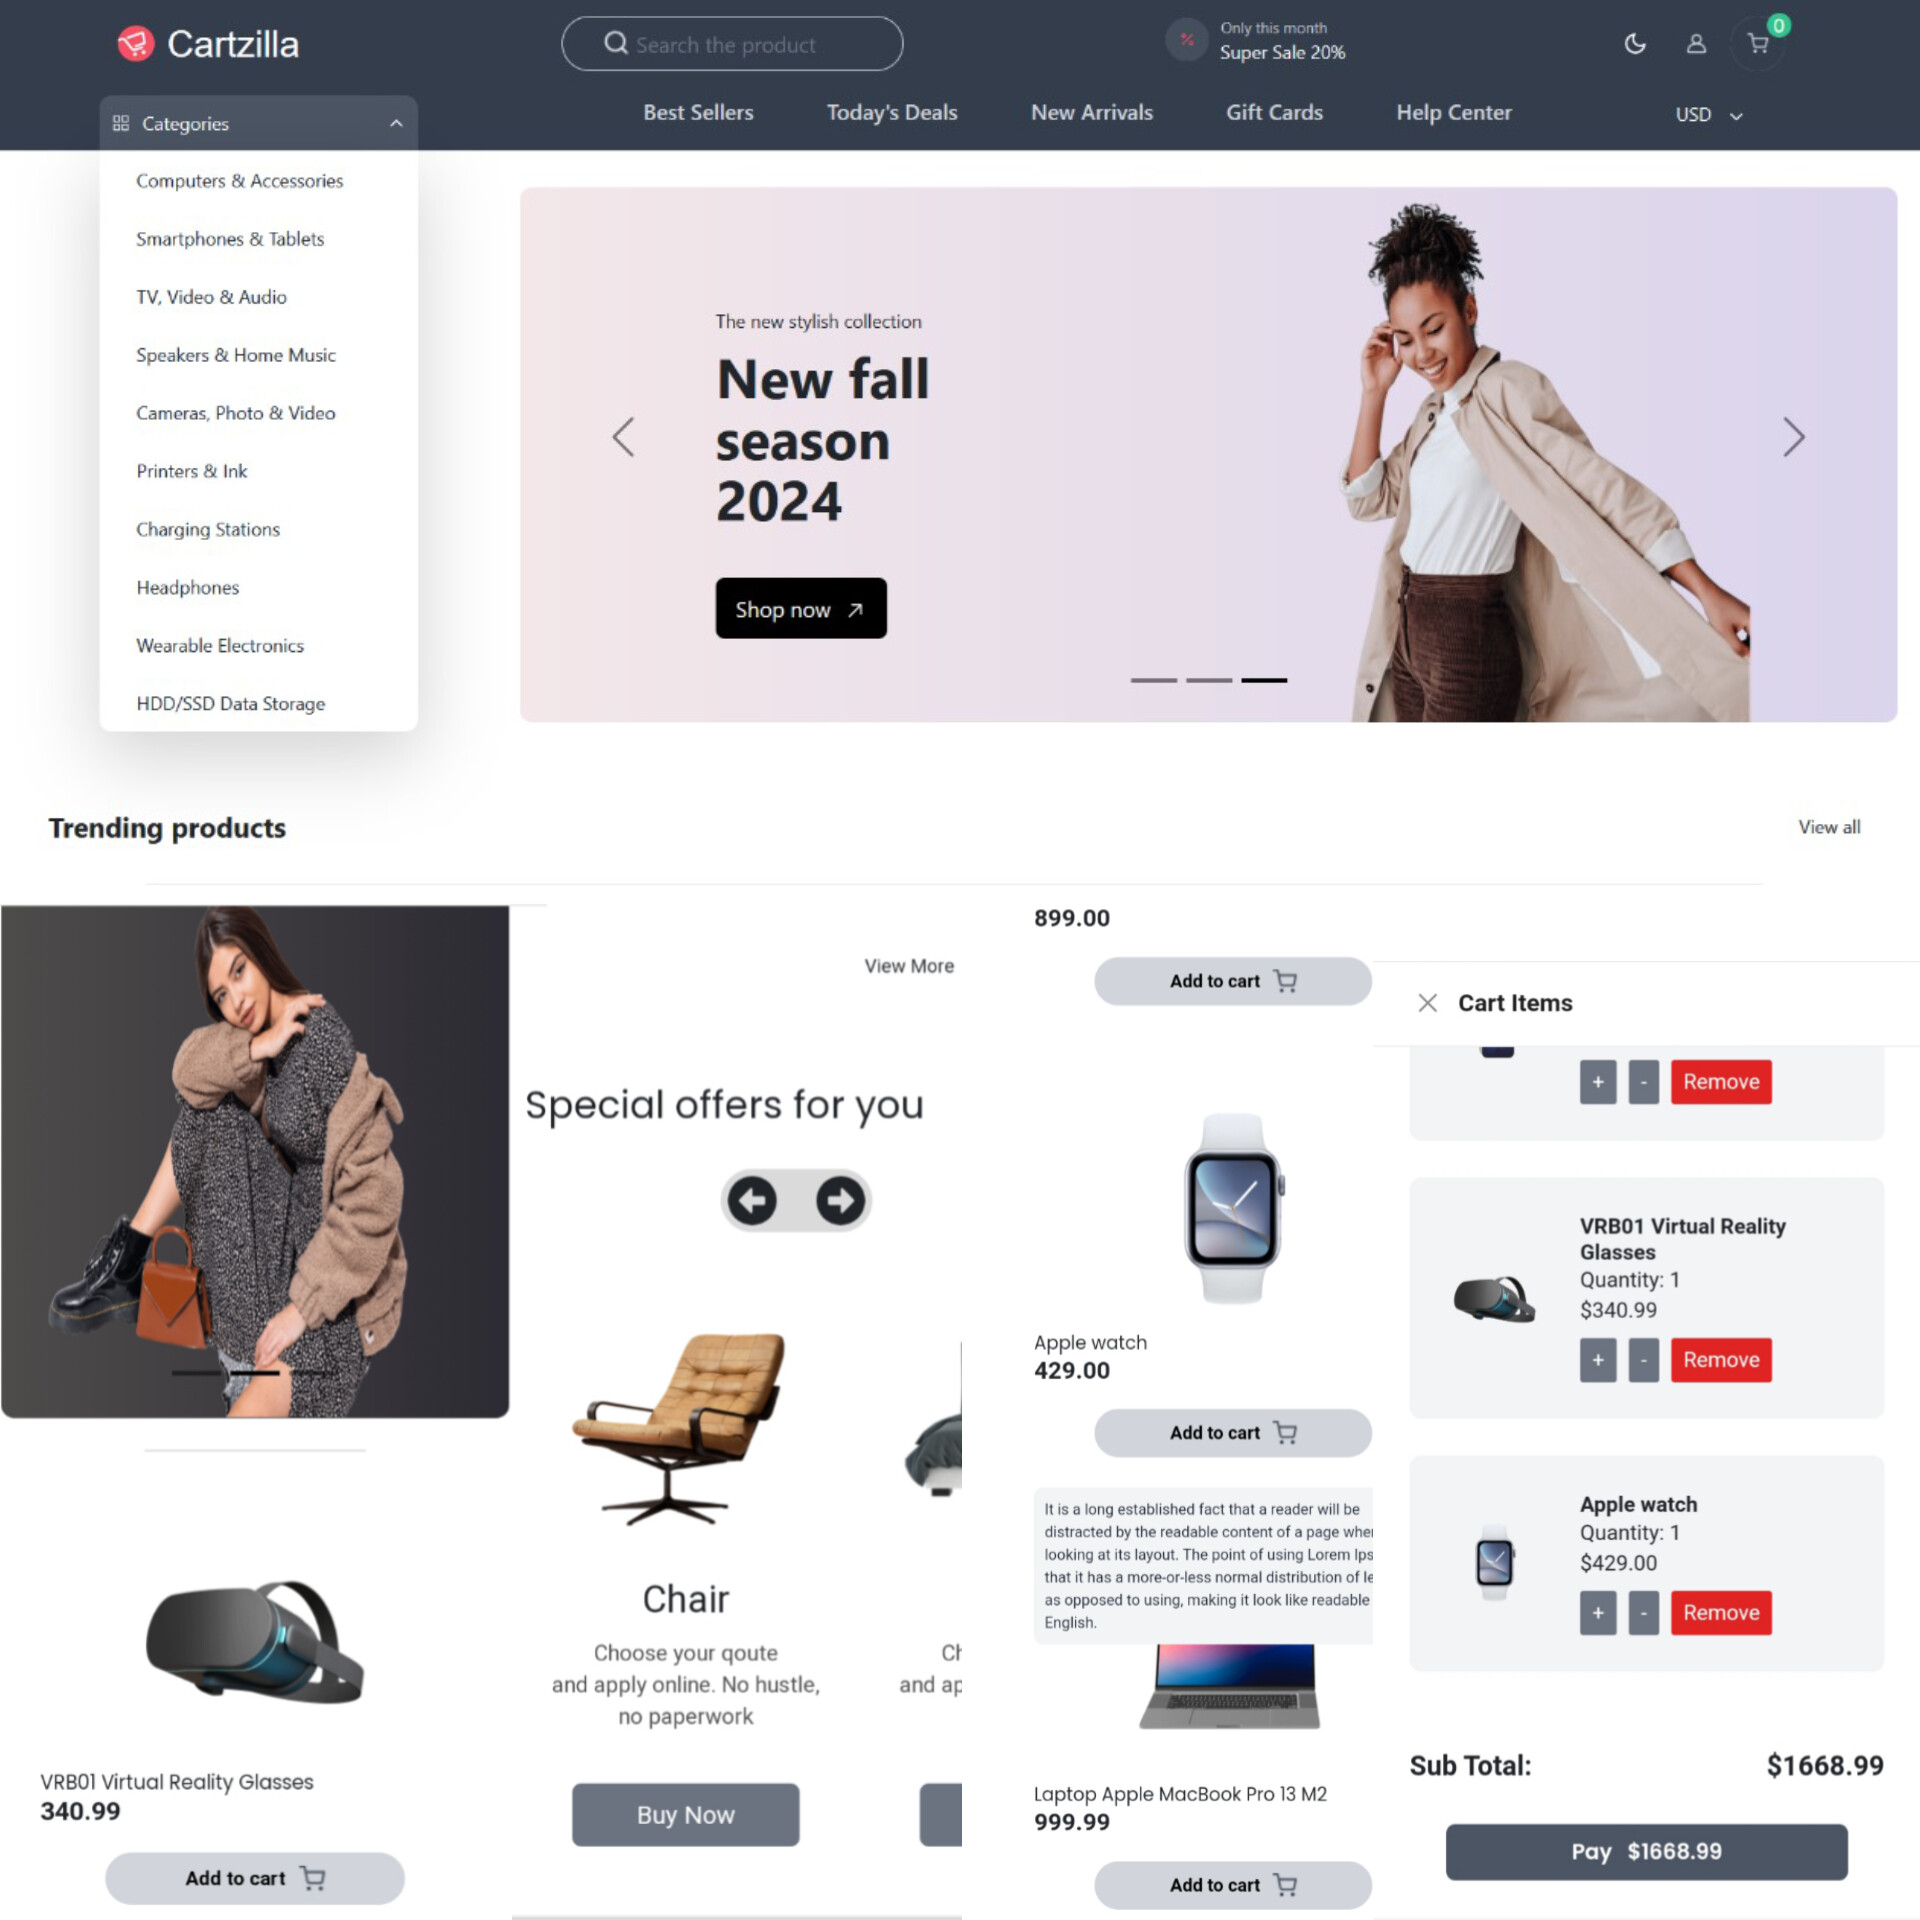 Cartzilla
Search the product
Only this month
Super Sale 20%
0
Categories
Best Sellers
Today's Deals
New Arrivals
Gift Cards
Help Center
USD
Computers & Accessories
Smartphones & Tablets
TV, Video & Audio
Speakers & Home Music
Cameras, Photo & Video
Printers & Ink
Charging Stations
Headphones
Wearable Electronics
HDD/SSD Data Storage
The new stylish collection
New fall
season
2024
Shop now
Trending products
View all
VRB01 Virtual Reality Glasses
340.99
Add to cart
View More
Special offers for you
Chair
Choose your qoute
and apply online. No hustle,
no paperwork
Buy Now
Ch
and ap
899.00
Add to cart
Apple watch
429.00
Add to cart
It is a long established fact that a reader will be
distracted by the readable content of a page whe
looking at its layout. The point of using Lorem Ips
that it has a more-or-less normal distribution of le
as opposed to using, making it look like readable
English.
Laptop Apple MacBook Pro 13 M2
999.99
Add to cart
Cart Items
+ - Remove
VRB01 Virtual Reality
Glasses
Quantity: 1
$340.99
+ - Remove
Apple watch
Quantity: 1
$429.00
+ - Remove
Sub Total: $1668.99
Pay $1668.99